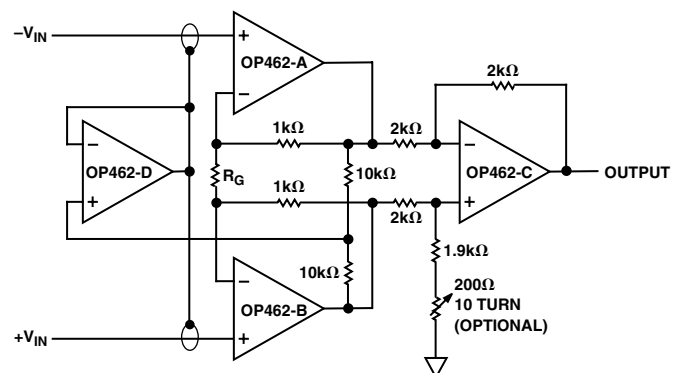 –VIN
+
OP462-A
–
2kΩ
1kΩ
2kΩ
–
OP462-D
+
RG
10kΩ
–
OP462-C
+
OUTPUT
1kΩ
2kΩ
1.9kΩ
10kΩ
–
OP462-B
+
200Ω
10 TURN
(OPTIONAL)
+VIN